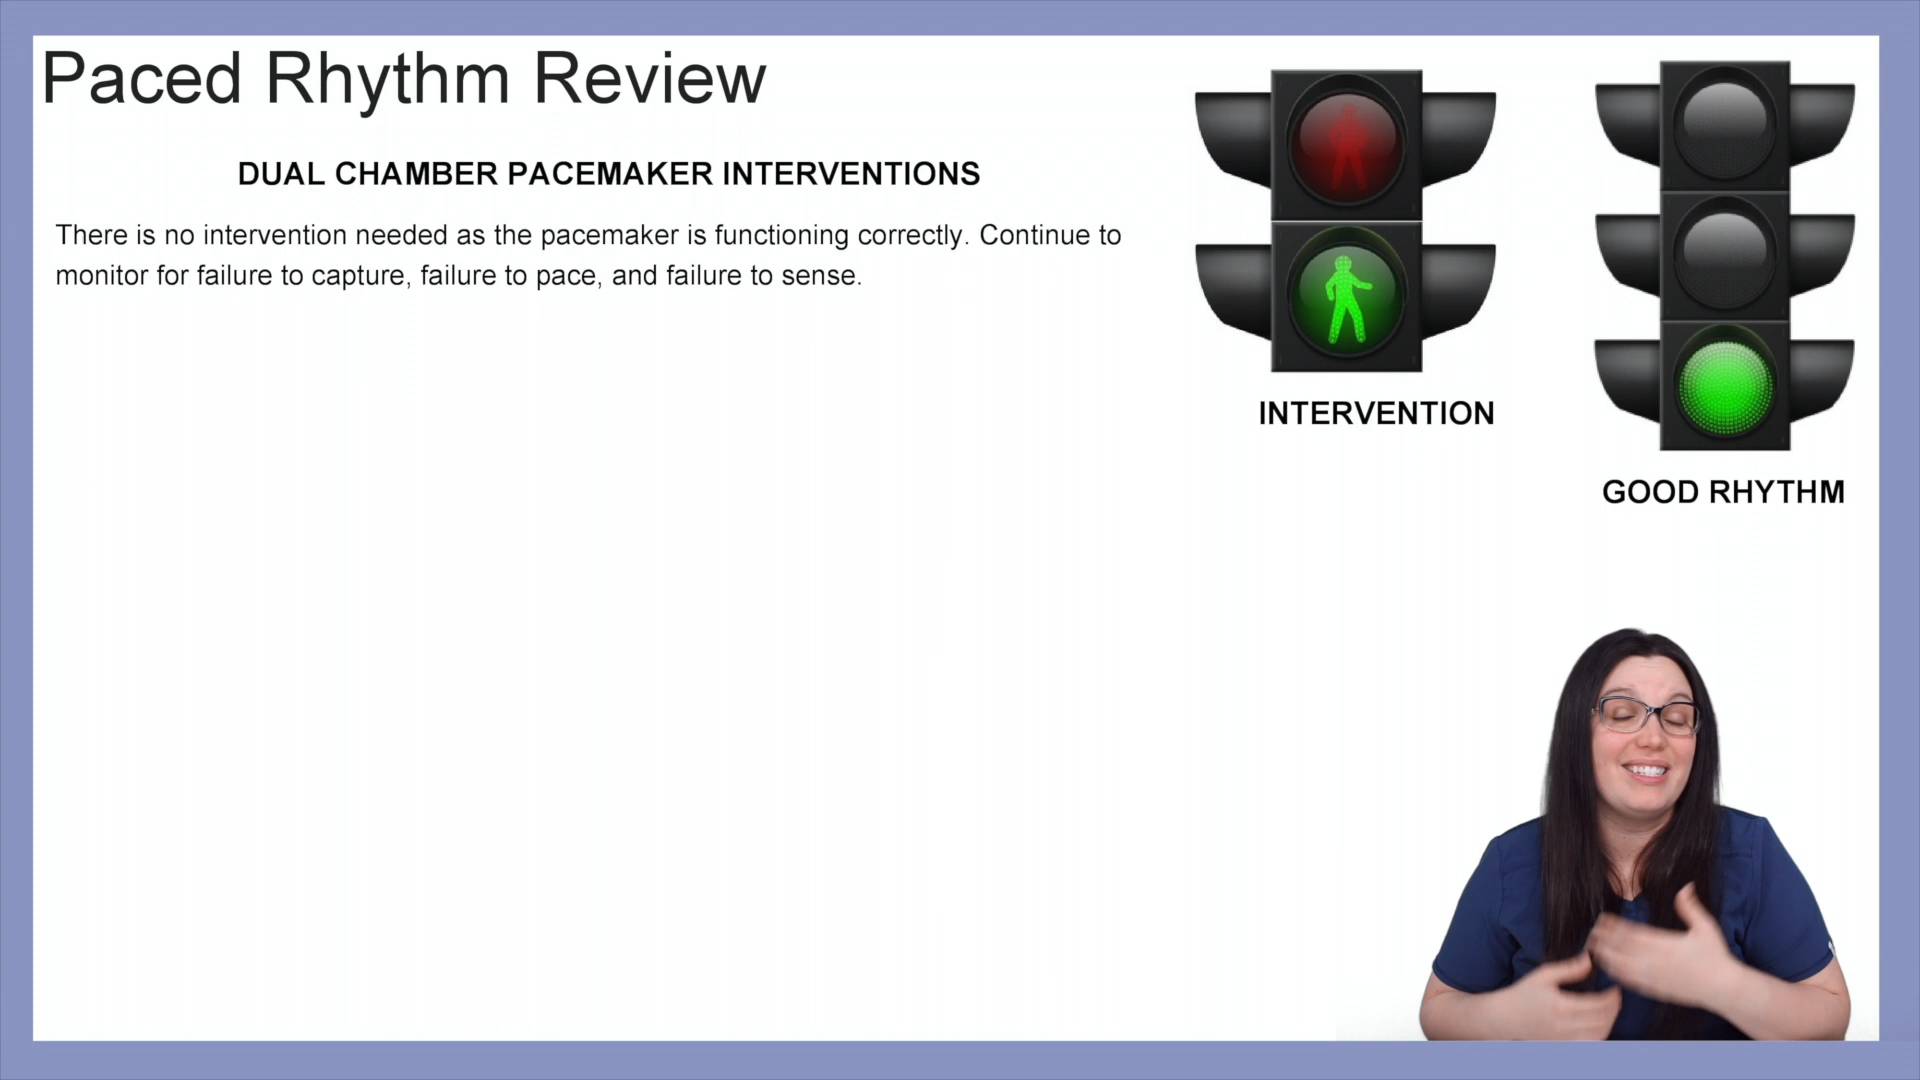 Paced Rhythm Review
DUAL CHAMBER PACEMAKER INTERVENTIONS
There is no intervention needed as the pacemaker is functioning correctly. Continue to
monitor for failure to capture, failure to pace, and failure to sense.
INTERVENTION
GOOD RHYTHM